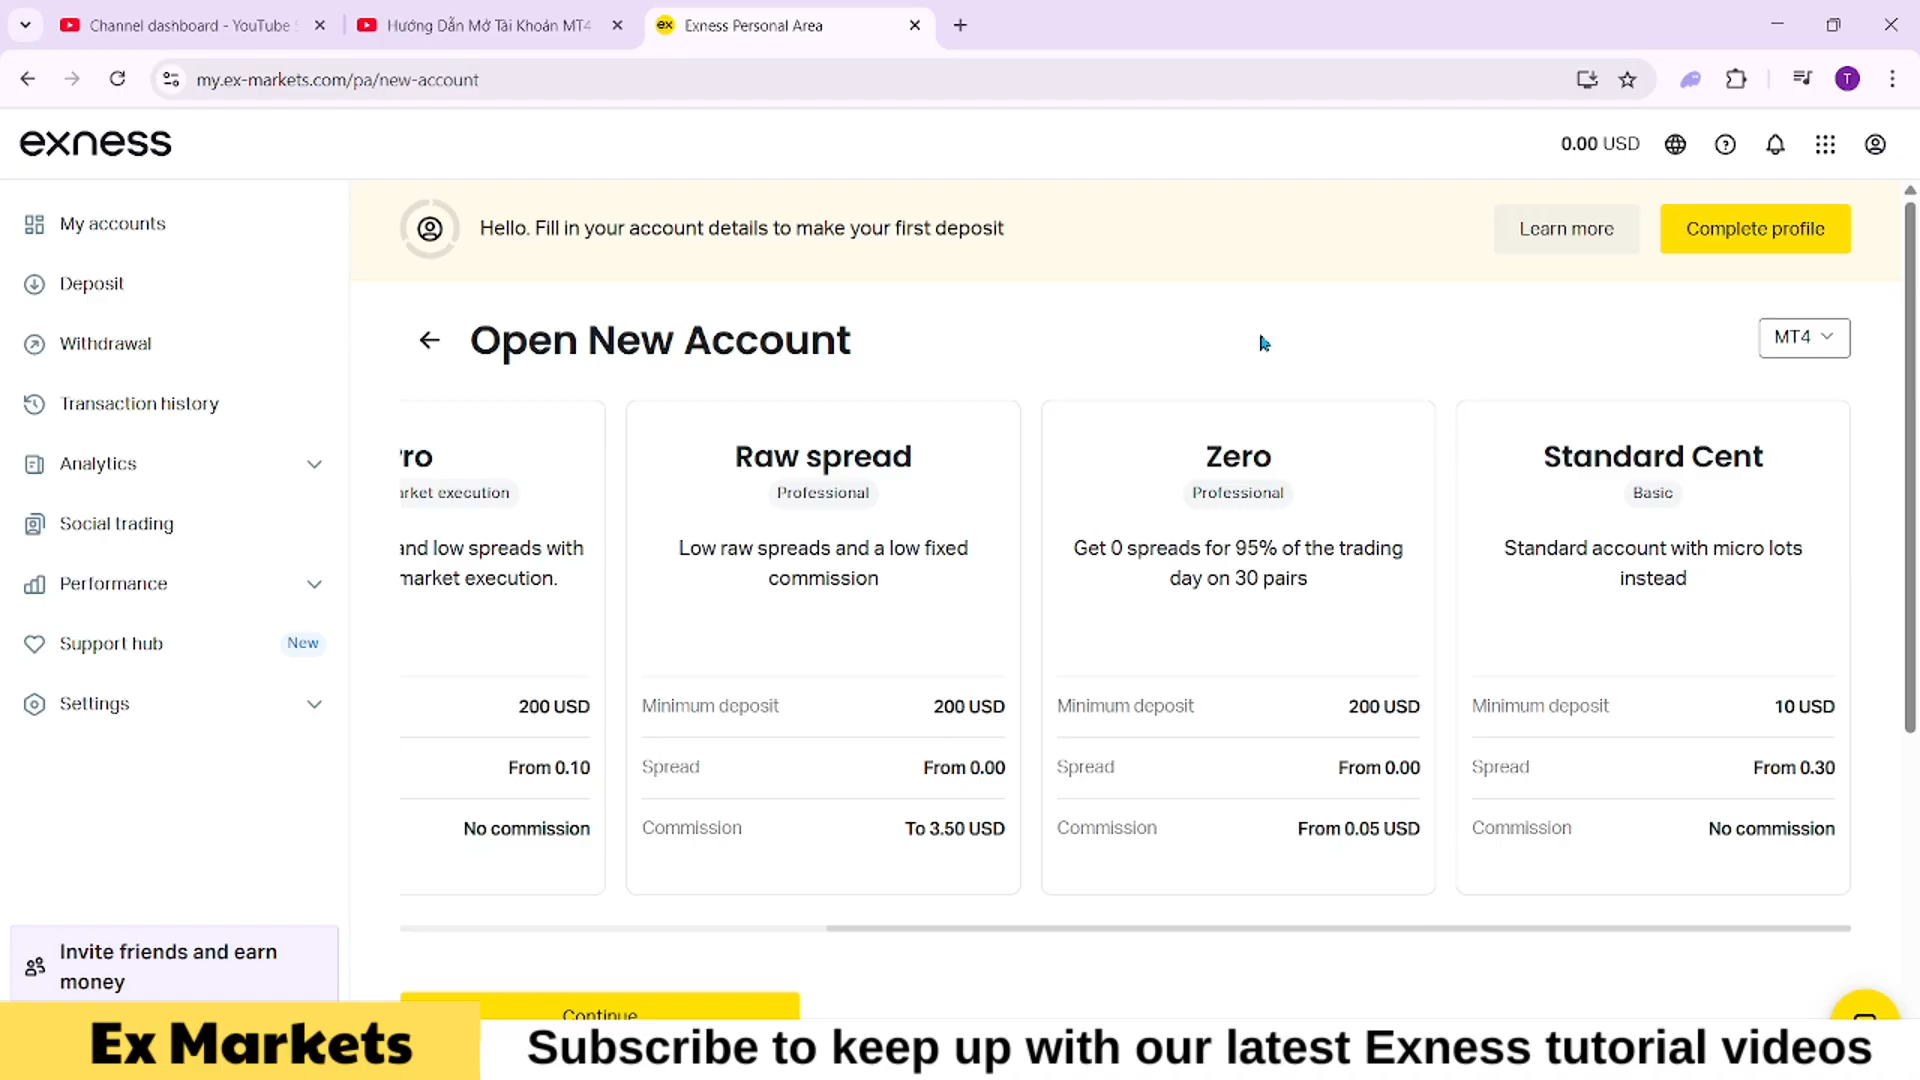 Channel dashboard - YouTube S
Hướng Dẫn Mở Tài Khoản MT4
Exness Personal Area
my.ex-markets.com/pa/new-account
T
exness
0.00 USD
My accounts
Deposit
Withdrawal
Transaction history
Analytics
Social trading
Performance
Support hub
New
Settings
Invite friends and earn
money
Hello. Fill in your account details to make your first deposit
Learn more
Complete profile
Open New Account
MT4
ro
arket execution
and low spreads with
market execution.
200 USD
From 0.10
No commission
Raw spread
Professional
Low raw spreads and a low fixed
commission
Minimum deposit 200 USD
Spread From 0.00
Commission To 3.50 USD
Zero
Professional
Get 0 spreads for 95% of the trading
day on 30 pairs
Minimum deposit 200 USD
Spread From 0.00
Commission From 0.05 USD
Standard Cent
Basic
Standard account with micro lots
instead
Minimum deposit 10 USD
Spread From 0.30
Commission No commission
Continue
Ex Markets
Subscribe to keep up with our latest Exness tutorial videos